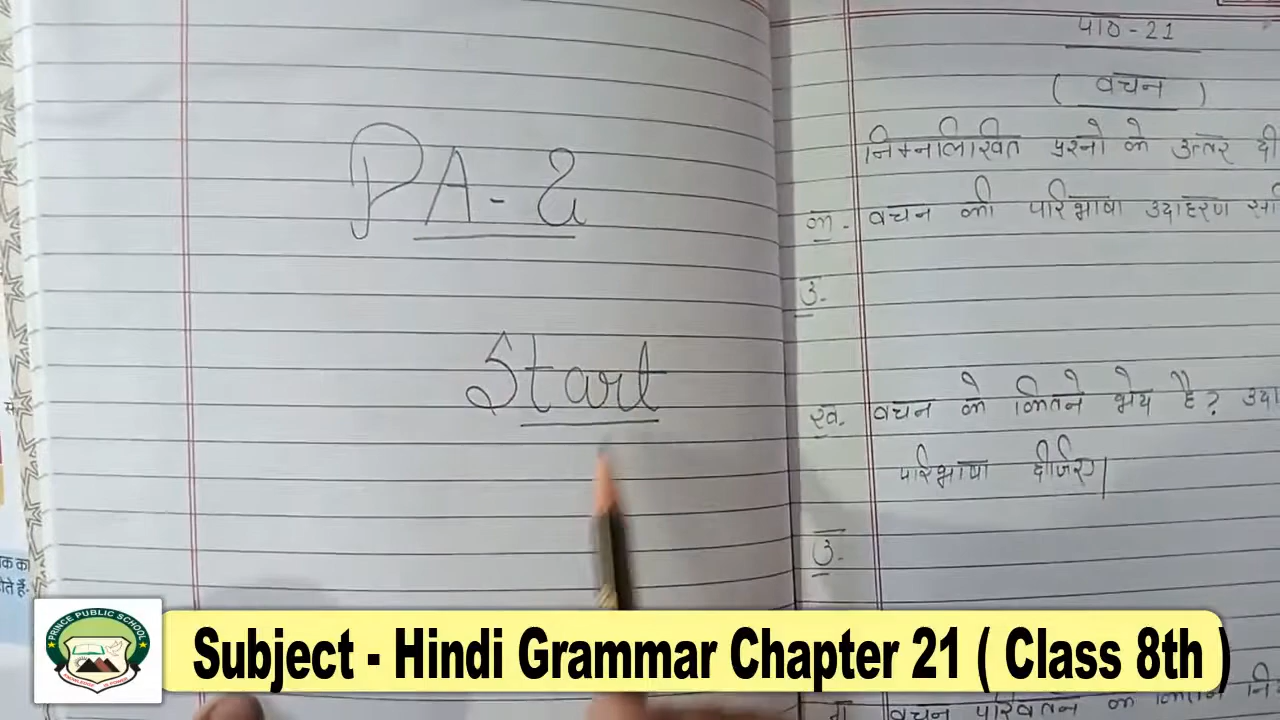 PA-2
Start
पाठ-21
( वचन )
निम्नलिखित प्रश्नो के उत्तर दी
क. वचन की परिभाषा उदाहरण
उ.
ख. वचन के कितने भेद है? उदा
परिभाषा दीजिए।
उ.
ग वचन परिवर्तन के कितने नि
क का
होते हैं-
PRINCE PUBLIC SCHOOL
Subject - Hindi Grammar Chapter 21 ( Class 8th )